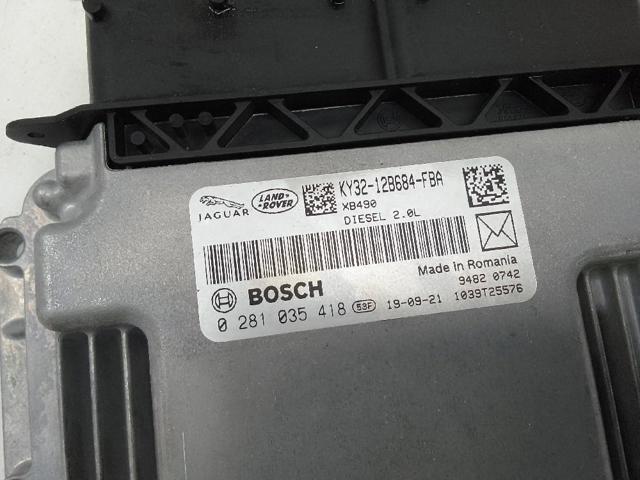 JAGUAR
LAND-
ROVER
KY32-12B684-FBA
XB490
DIESEL 2.0L
Made in Romania
9482 0742
BOSCH
0 281 035 418 53F 19-09-21 1039T25576